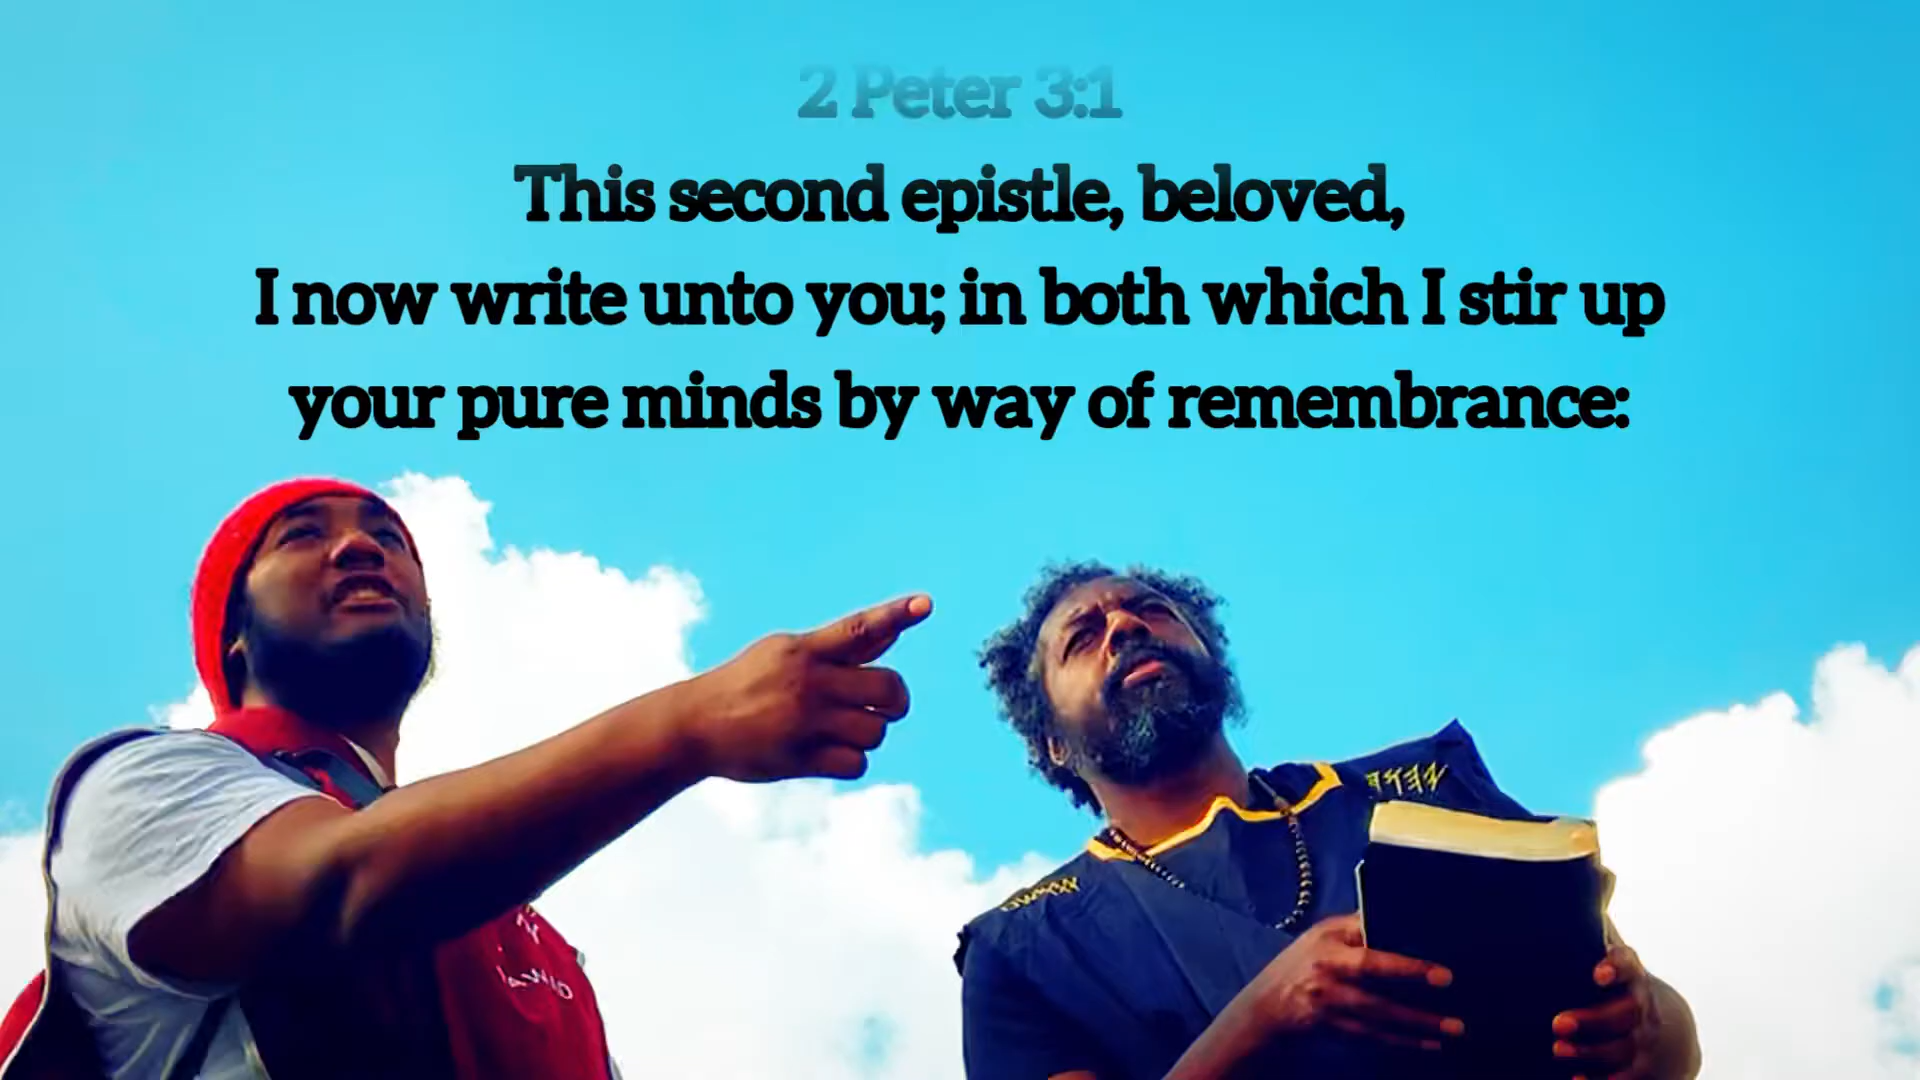 2 Peter 3:1
This second epistle, beloved,
I now write unto you; in both which I stir up
your pure minds by way of remembrance: